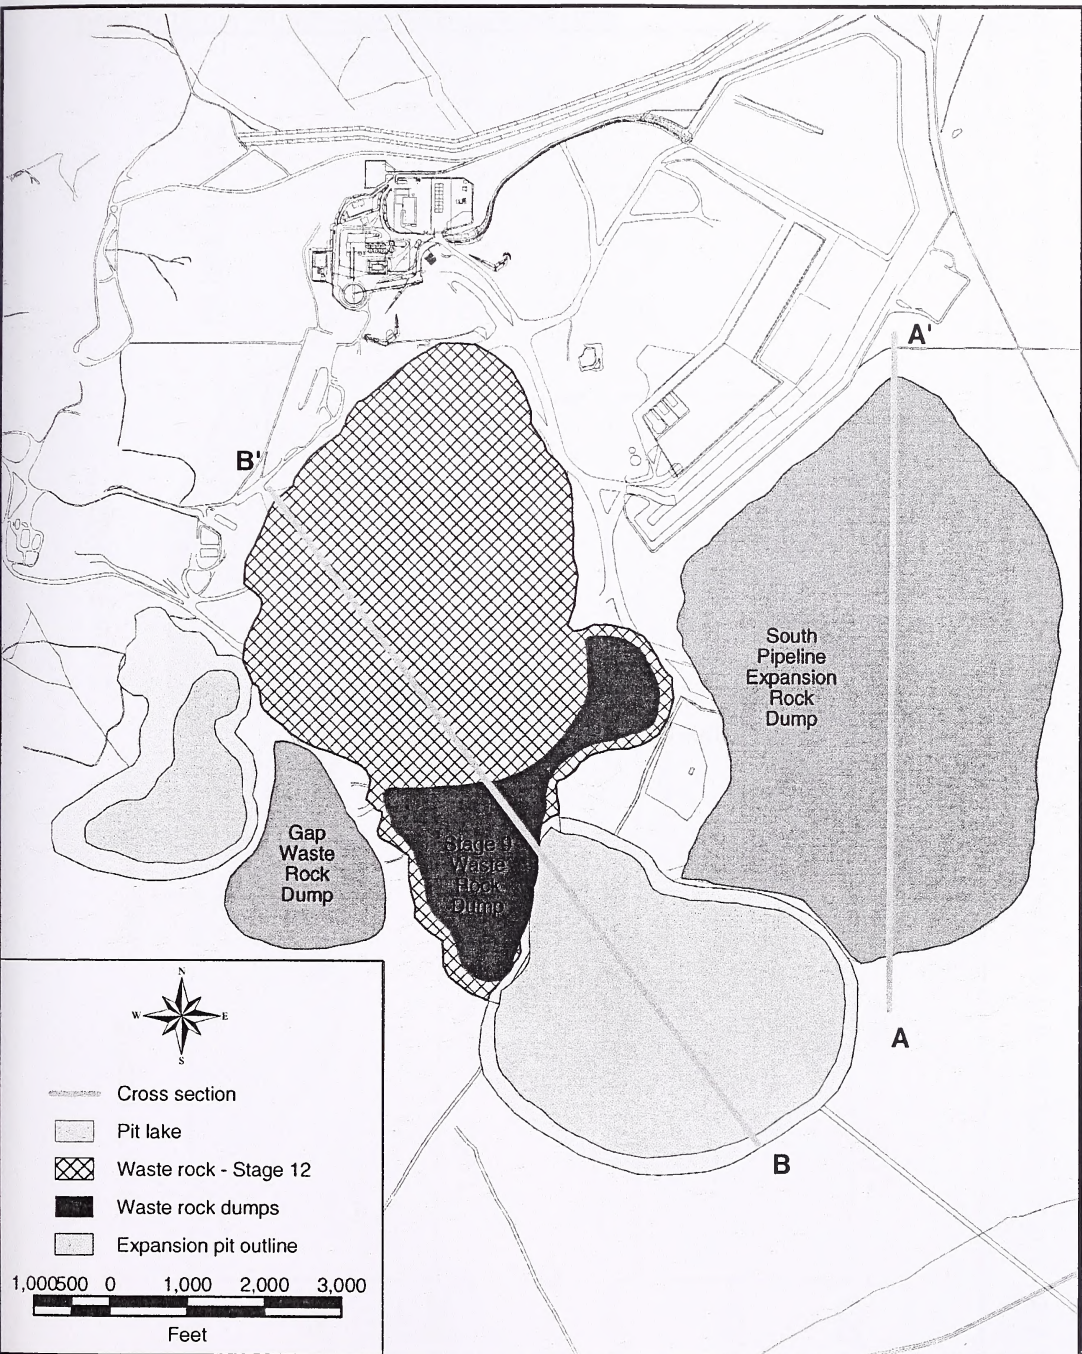 A'
B'
South
Pipeline
Expansion
Rock
Dump
Gap
Waste
Rock
Dump
Stage 9
Waste
Rock
Dump
A
B
N
W E
S
Cross section
Pit lake
Waste rock - Stage 12
Waste rock dumps
Expansion pit outline
1,000500 0 1,000 2,000 3,000
Feet